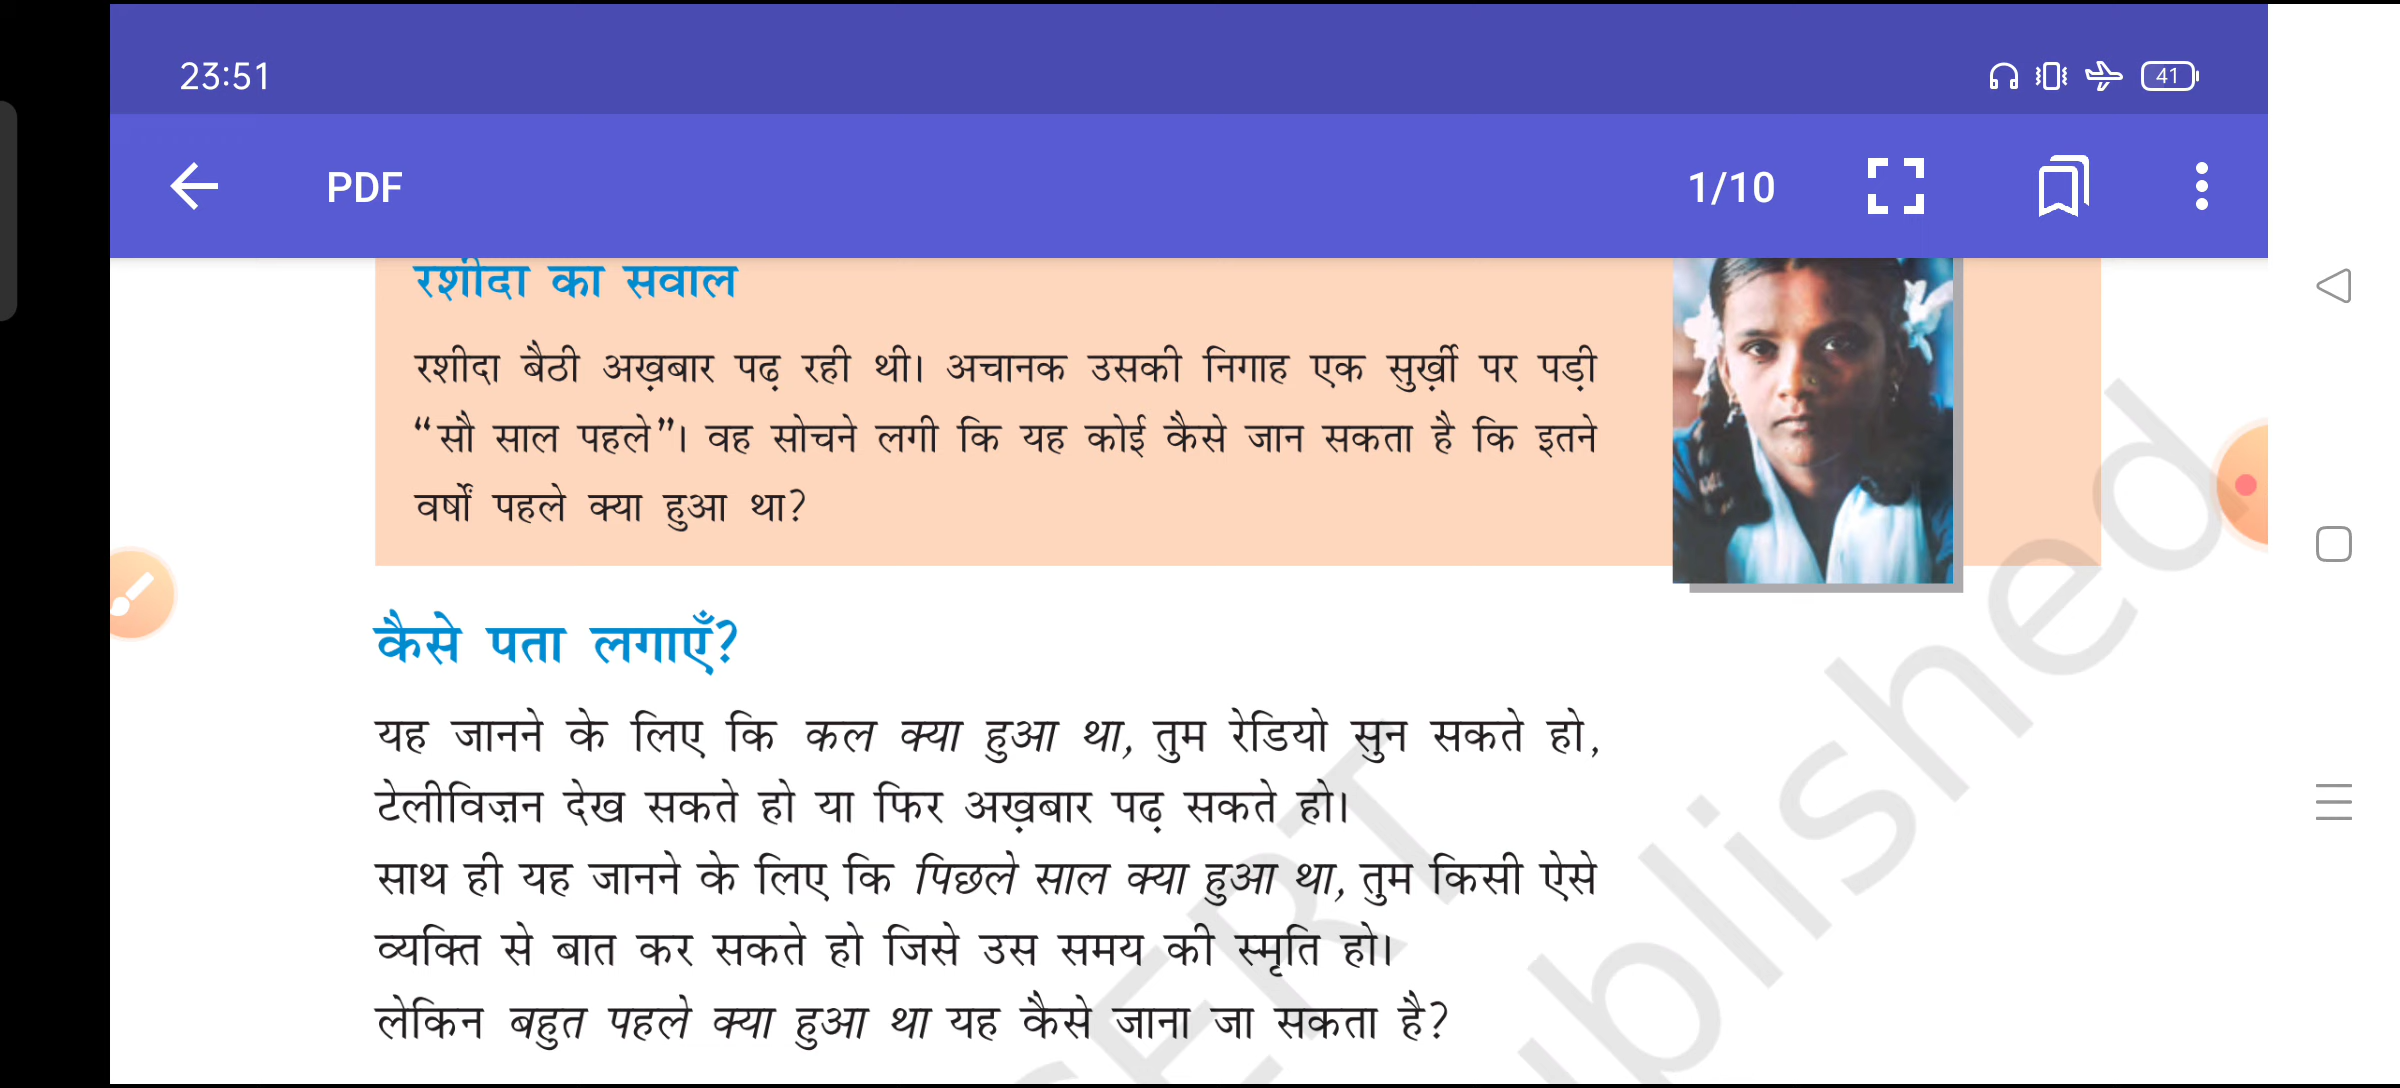 23:51
41
PDF
1/10
रशीदा का सवाल
रशीदा बैठी अख़बार पढ़ रही थी। अचानक उसकी निगाह एक सुर्ख़ी पर पड़ी
“सौ साल पहले”। वह सोचने लगी कि यह कोई कैसे जान सकता है कि इतने
वर्षों पहले क्या हुआ था?
कैसे पता लगाएँ?
यह जानने के लिए कि कल क्या हुआ था, तुम रेडियो सुन सकते हो,
टेलीविज़न देख सकते हो या फिर अख़बार पढ़ सकते हो।
साथ ही यह जानने के लिए कि पिछले साल क्या हुआ था, तुम किसी ऐसे
व्यक्ति से बात कर सकते हो जिसे उस समय की स्मृति हो।
लेकिन बहुत पहले क्या हुआ था यह कैसे जाना जा सकता है?